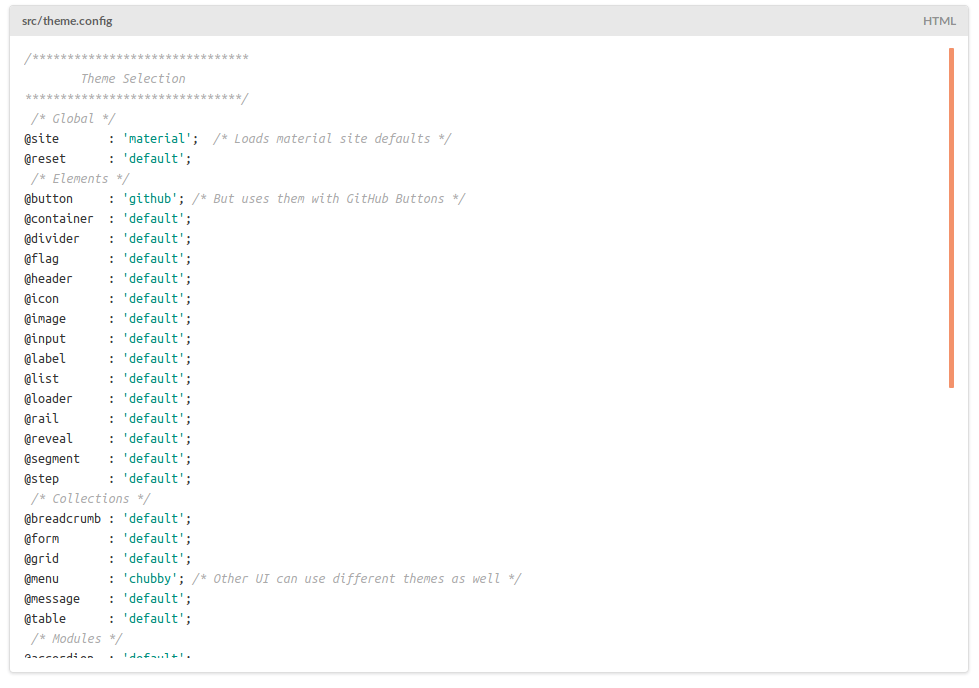 src/theme.config
HTML
/*******************************
        Theme Selection
*******************************/
 /* Global */
@site       : 'material';  /* Loads material site defaults */
@reset      : 'default';
 /* Elements */
@button     : 'github'; /* But uses them with GitHub Buttons */
@container  : 'default';
@divider    : 'default';
@flag       : 'default';
@header     : 'default';
@icon       : 'default';
@image      : 'default';
@input      : 'default';
@label      : 'default';
@list       : 'default';
@loader     : 'default';
@rail       : 'default';
@reveal     : 'default';
@segment    : 'default';
@step       : 'default';
 /* Collections */
@breadcrumb : 'default';
@form       : 'default';
@grid       : 'default';
@menu       : 'chubby'; /* Other UI can use different themes as well */
@message    : 'default';
@table      : 'default';
 /* Modules */
@accordion  : 'default';